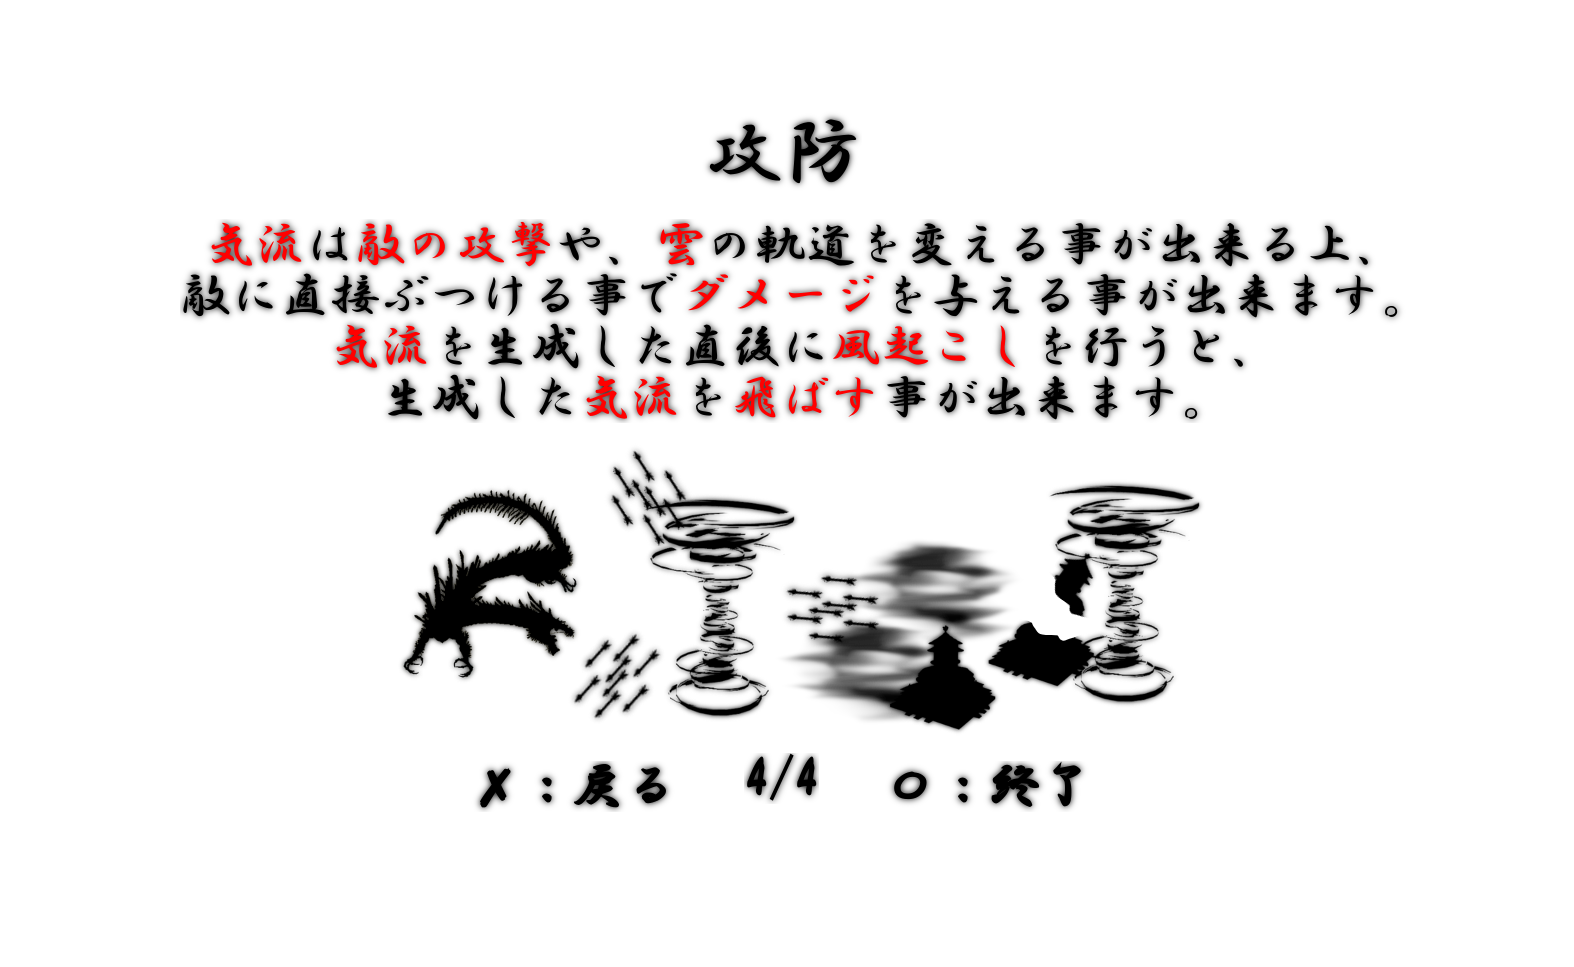 攻防
気流は敵の攻撃や、雲の軌道を変える事が出来る上、
敵に直接ぶつける事でダメージを与える事が出来ます。
気流を生成した直後に風起こしを行うと、
生成した気流を飛ばす事が出来ます。
X：戻る 4/4 O：終了